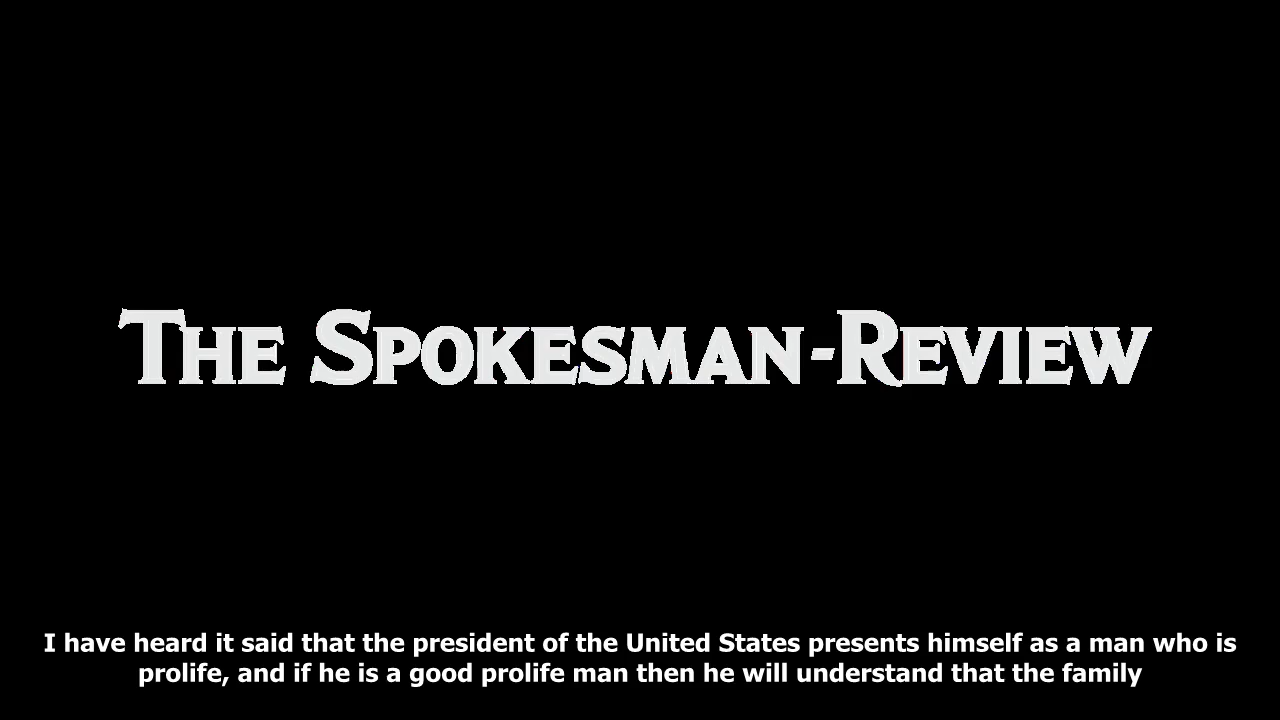 THE SPOKESMAN-REVIEW
I have heard it said that the president of the United States presents himself as a man who is
prolife, and if he is a good prolife man then he will understand that the family